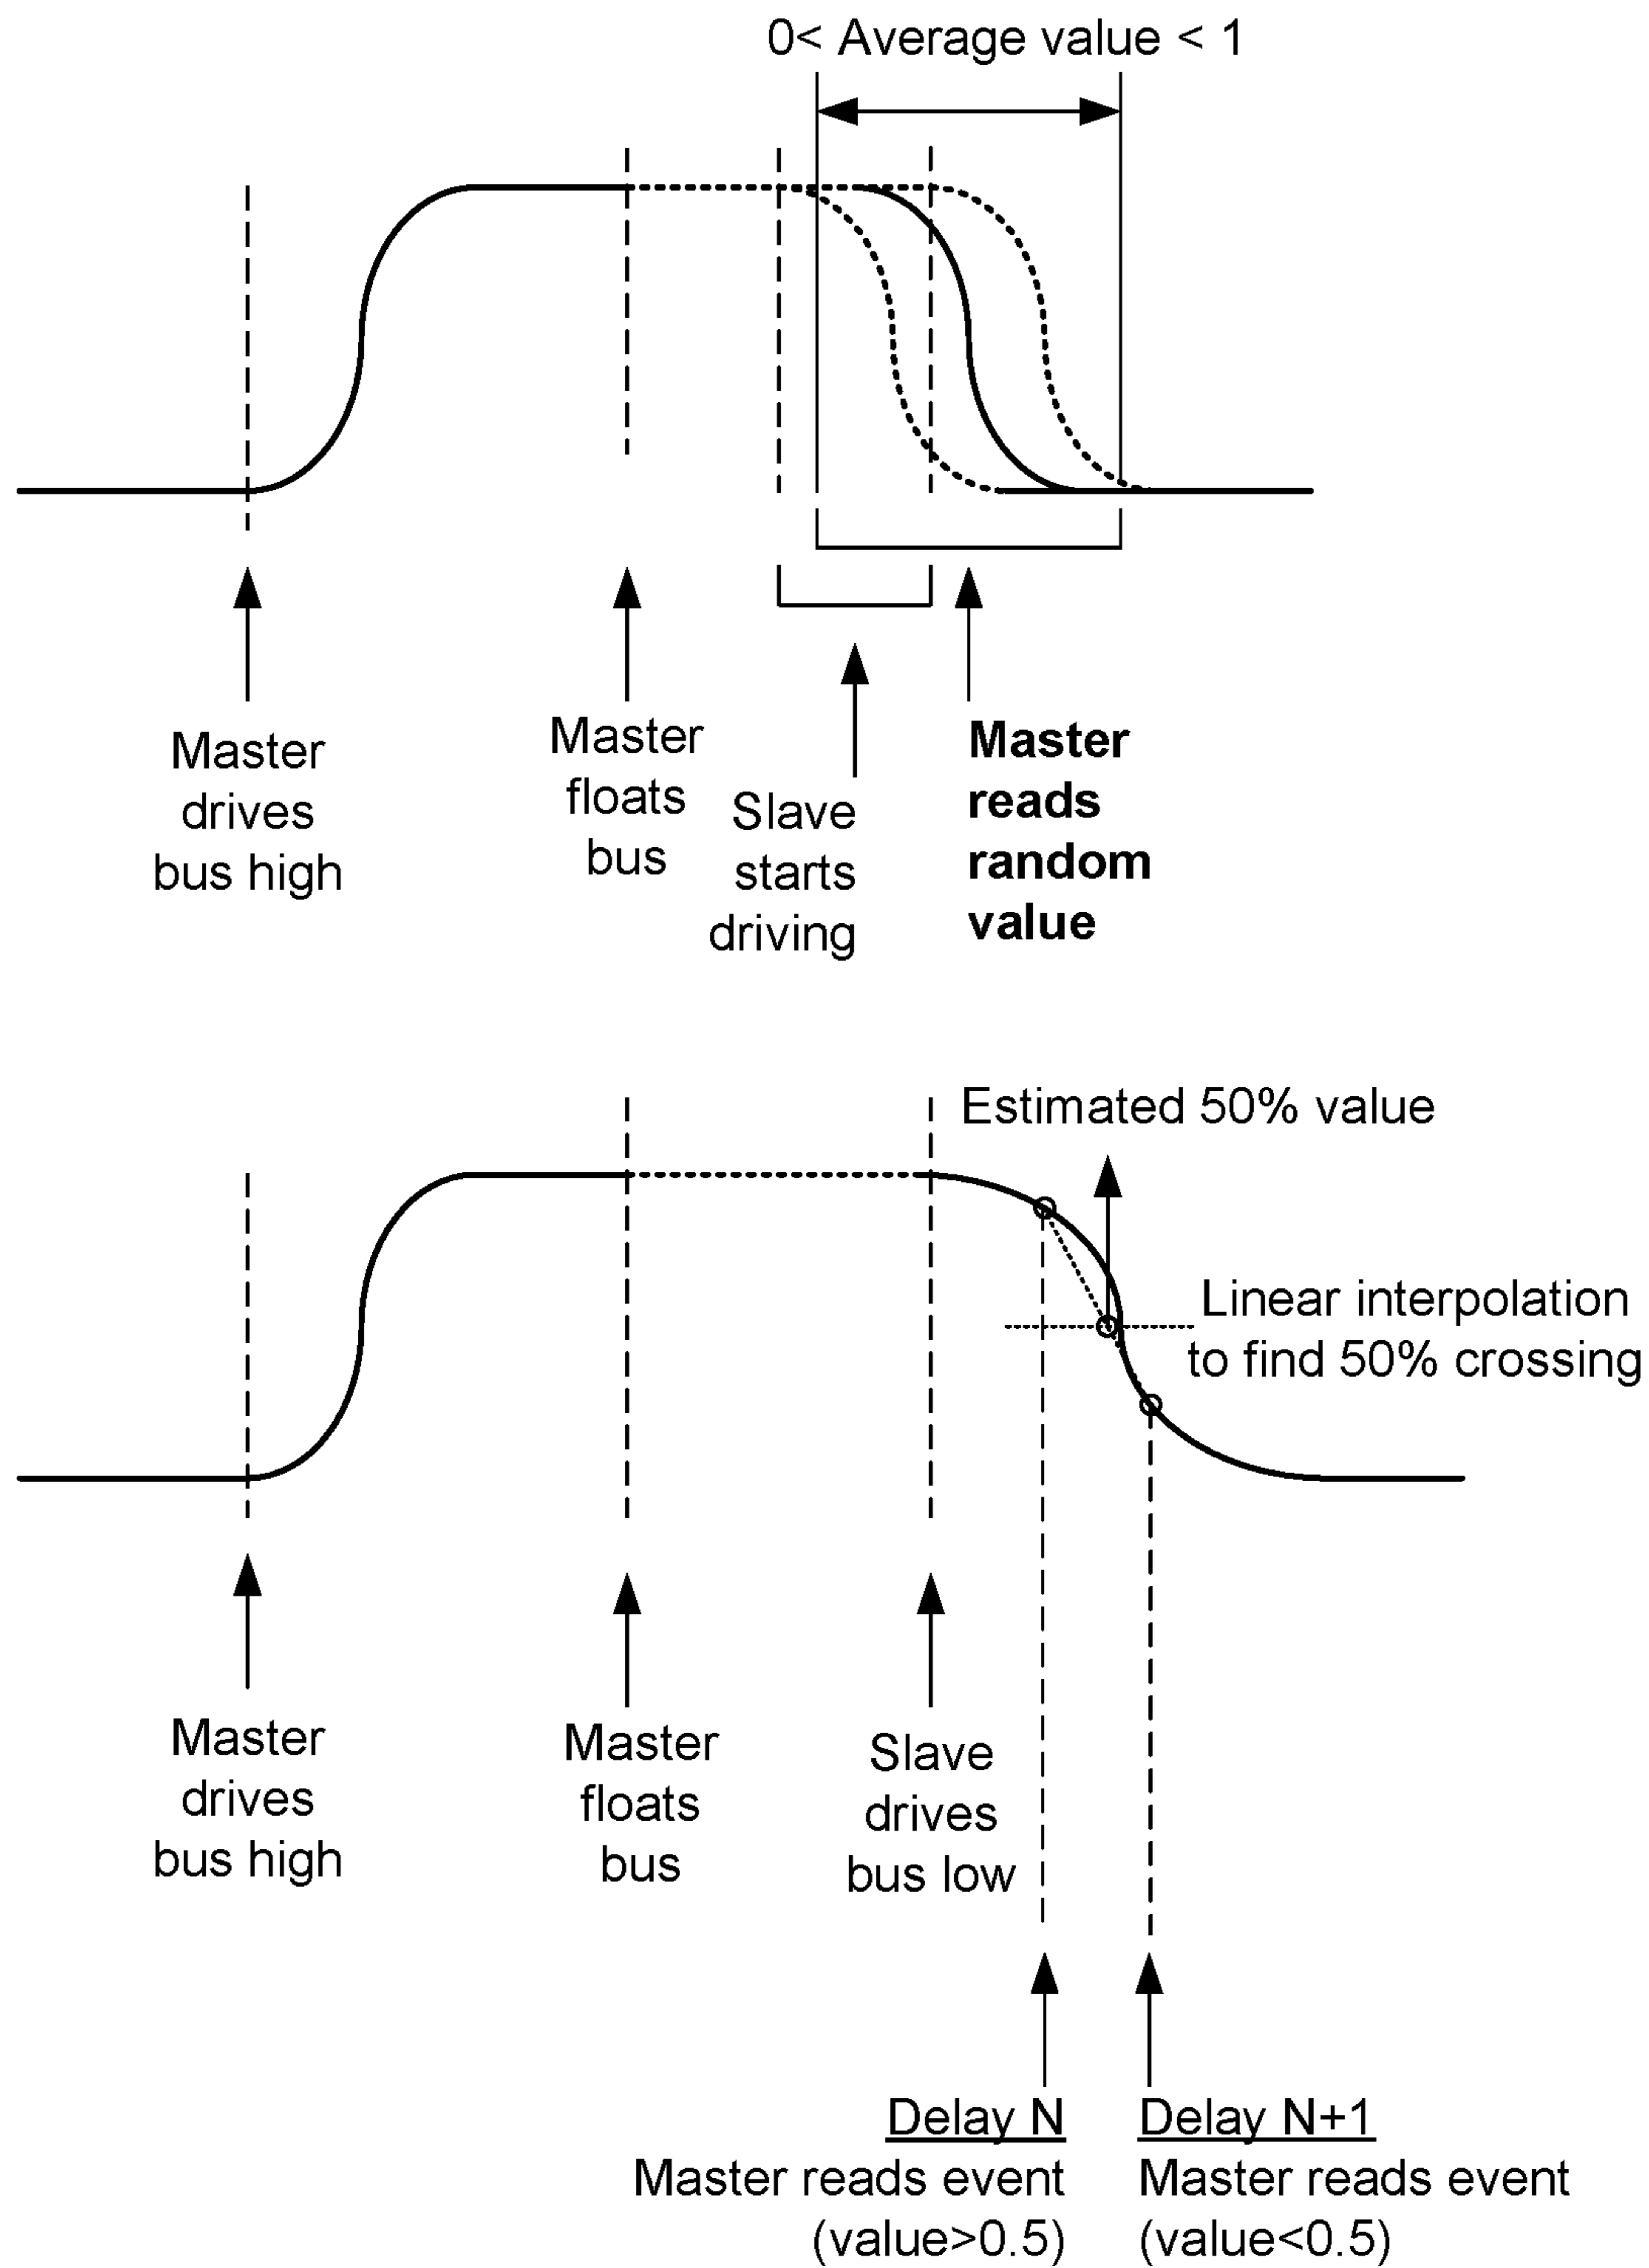 0< Average value < 1
Master
drives
bus high
Master
floats
bus
Slave
starts
driving
Master
reads
random
value
Estimated 50% value
Linear interpolation
to find 50% crossing
Master
drives
bus high
Master
floats
bus
Slave
drives
bus low
Delay N
Master reads event
(value>0.5)
Delay N+1
Master reads event
(value<0.5)